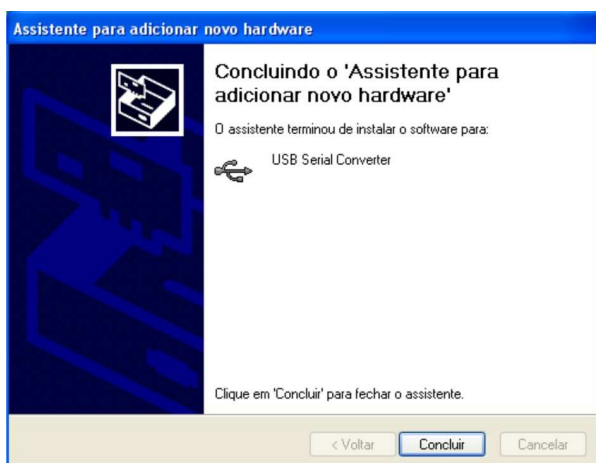 Assistente para adicionar novo hardware
Concluindo o 'Assistente para
adicionar novo hardware'
O assistente terminou de instalar o software para:
USB Serial Converter
Clique em 'Concluir' para fechar o assistente.
< Voltar
Concluir
Cancelar